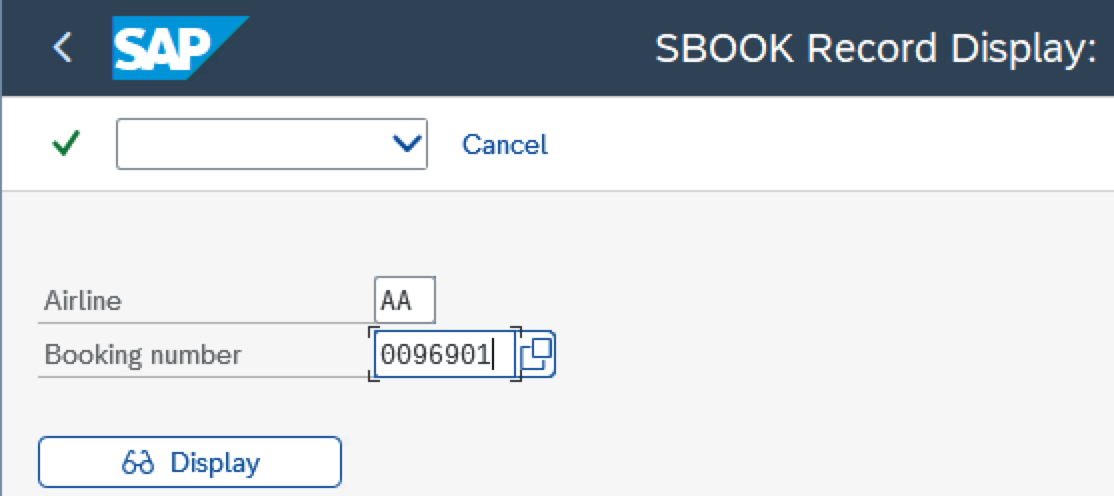 SAP SBOOK Record Display:
Cancel
Airline AA
Booking number 0096901
Display